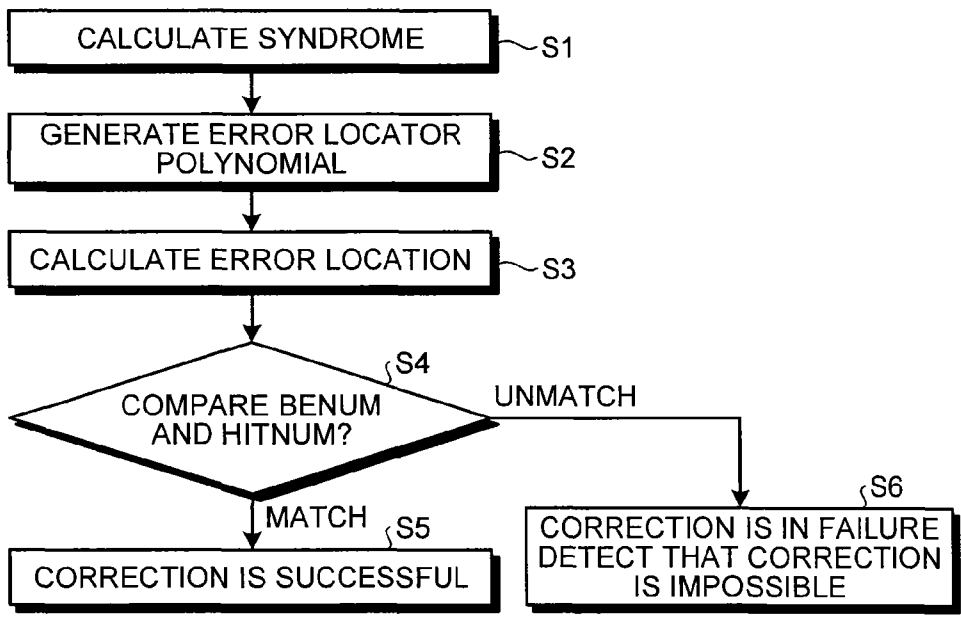 CALCULATE SYNDROME
S1
GENERATE ERROR LOCATOR
POLYNOMIAL
S2
CALCULATE ERROR LOCATION
S3
S4
COMPARE BENUM
AND HITNUM?
UNMATCH
MATCH
S5
CORRECTION IS SUCCESSFUL
S6
CORRECTION IS IN FAILURE
DETECT THAT CORRECTION
IS IMPOSSIBLE